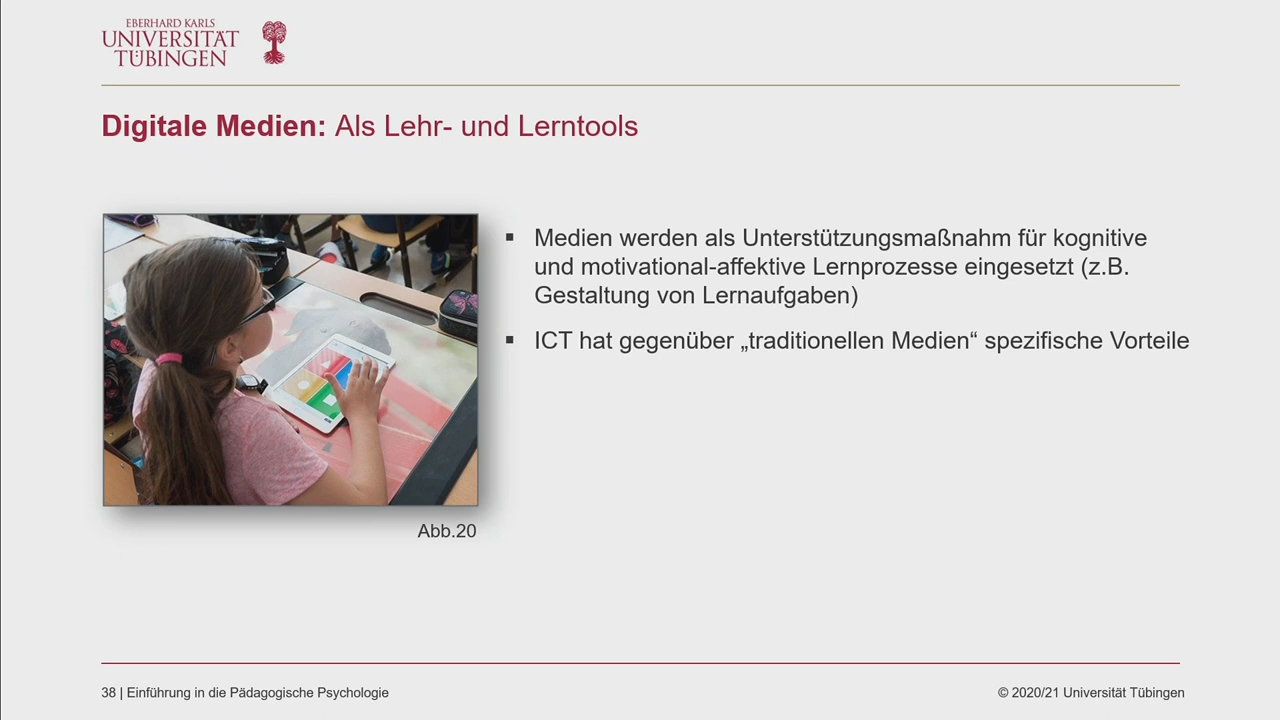 EBERHARD KARLS
UNIVERSITÄT
TÜBINGEN
Digitale Medien: Als Lehr- und Lerntools
▪ Medien werden als Unterstützungsmaßnahm für kognitive
und motivational-affektive Lernprozesse eingesetzt (z.B.
Gestaltung von Lernaufgaben)
▪ ICT hat gegenüber „traditionellen Medien“ spezifische Vorteile
Abb.20
38 | Einführung in die Pädagogische Psychologie
© 2020/21 Universität Tübingen